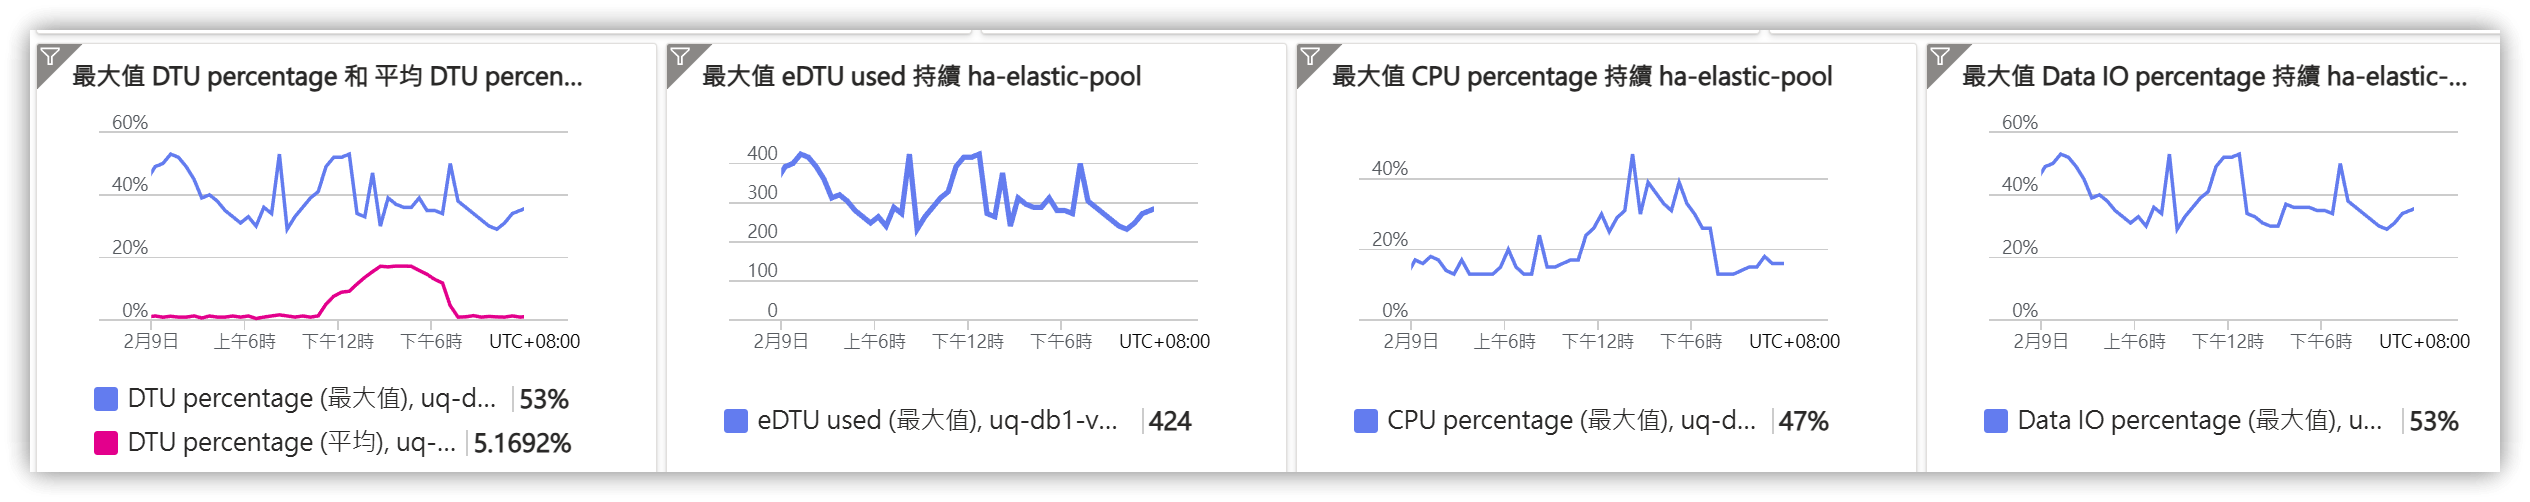 最大值 DTU percentage 和 平均 DTU percen...
60%
40%
20%
0%
2月9日 上午6時 下午12時 下午6時 UTC+08:00
DTU percentage (最大值), uq-d... 53%
DTU percentage (平均), uq-... 5.1692%
最大值 eDTU used 持續 ha-elastic-pool
400
300
200
100
0
2月9日 上午6時 下午12時 下午6時 UTC+08:00
eDTU used (最大值), uq-db1-v... 424
最大值 CPU percentage 持續 ha-elastic-pool
40%
20%
0%
2月9日 上午6時 下午12時 下午6時 UTC+08:00
CPU percentage (最大值), uq-d... 47%
最大值 Data IO percentage 持續 ha-elastic-...
60%
40%
20%
0%
2月9日 上午6時 下午12時 下午6時 UTC+08:00
Data IO percentage (最大值), u... 53%